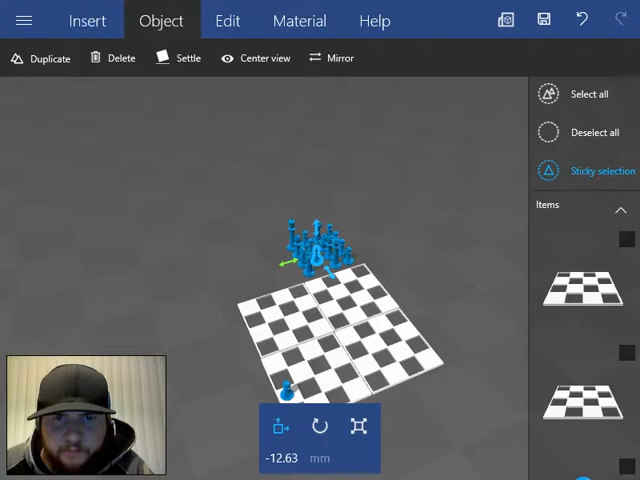 Insert Object Edit Material Help
Duplicate Delete Settle Center view Mirror
Select all
Deselect all
Sticky selection
Items
-12.63 mm